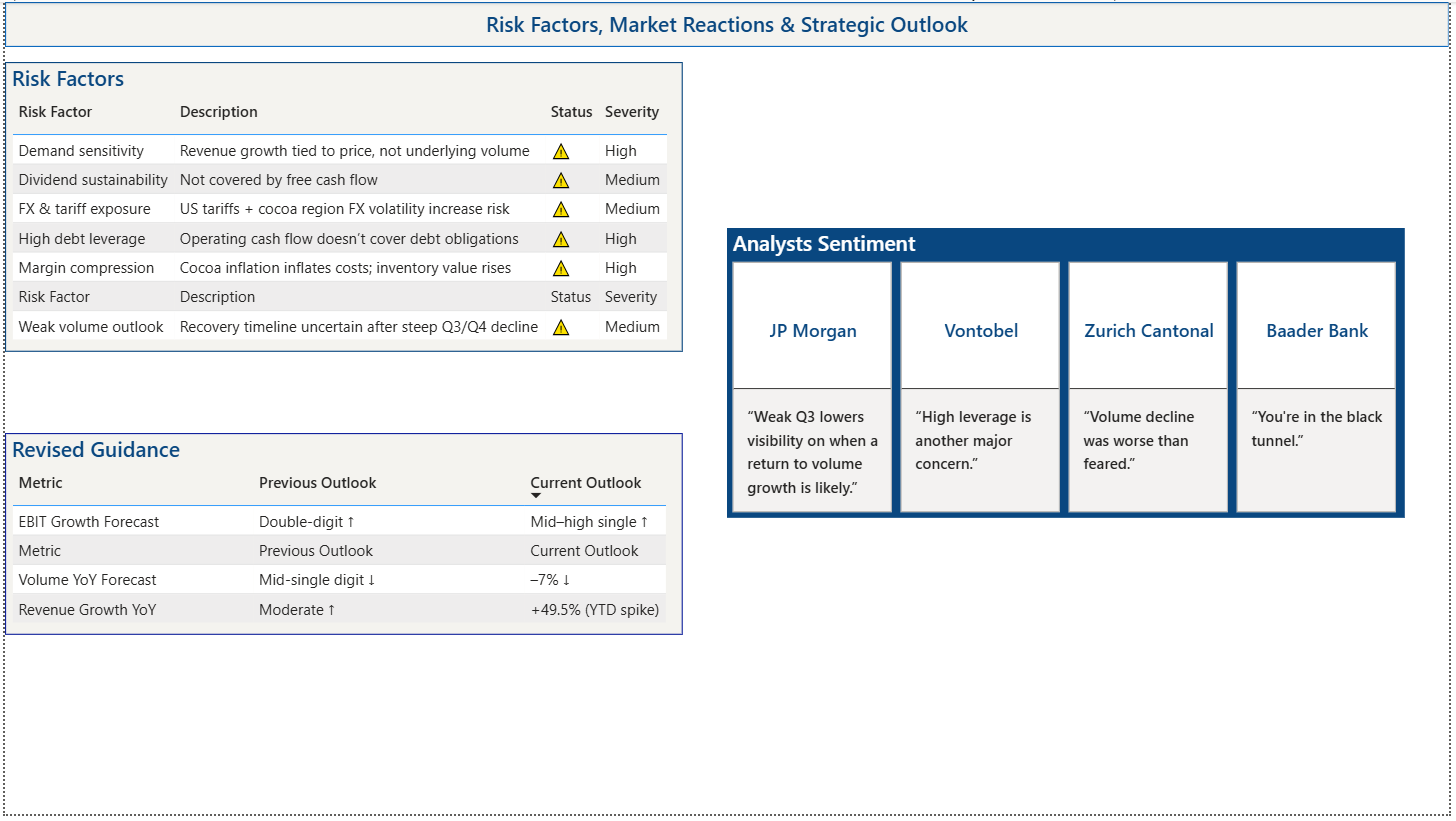 Risk Factors, Market Reactions & Strategic Outlook
Risk Factors
Risk Factor Description Status Severity
Demand sensitivity Revenue growth tied to price, not underlying volume ⚠ High
Dividend sustainability Not covered by free cash flow ⚠ Medium
FX & tariff exposure US tariffs + cocoa region FX volatility increase risk ⚠ Medium
High debt leverage Operating cash flow doesn’t cover debt obligations ⚠ High
Margin compression Cocoa inflation inflates costs; inventory value rises ⚠ High
Risk Factor Description Status Severity
Weak volume outlook Recovery timeline uncertain after steep Q3/Q4 decline ⚠ Medium
Revised Guidance
Metric Previous Outlook Current Outlook
EBIT Growth Forecast Double-digit ↑ Mid–high single ↑
Metric Previous Outlook Current Outlook
Volume YoY Forecast Mid-single digit ↓ –7% ↓
Revenue Growth YoY Moderate ↑ +49.5% (YTD spike)
Analysts Sentiment
JP Morgan
“Weak Q3 lowers
visibility on when a
return to volume
growth is likely.”
Vontobel
“High leverage is
another major
concern.”
Zurich Cantonal
“Volume decline
was worse than
feared.”
Baader Bank
“You're in the black
tunnel.”